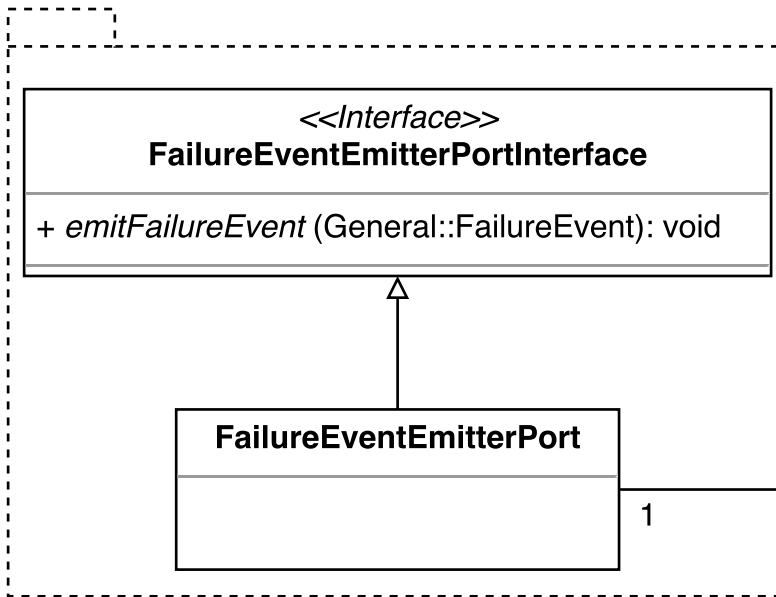 <<Interface>>
FailureEventEmitterPortInterface
+ emitFailureEvent (General::FailureEvent): void
FailureEventEmitterPort
1